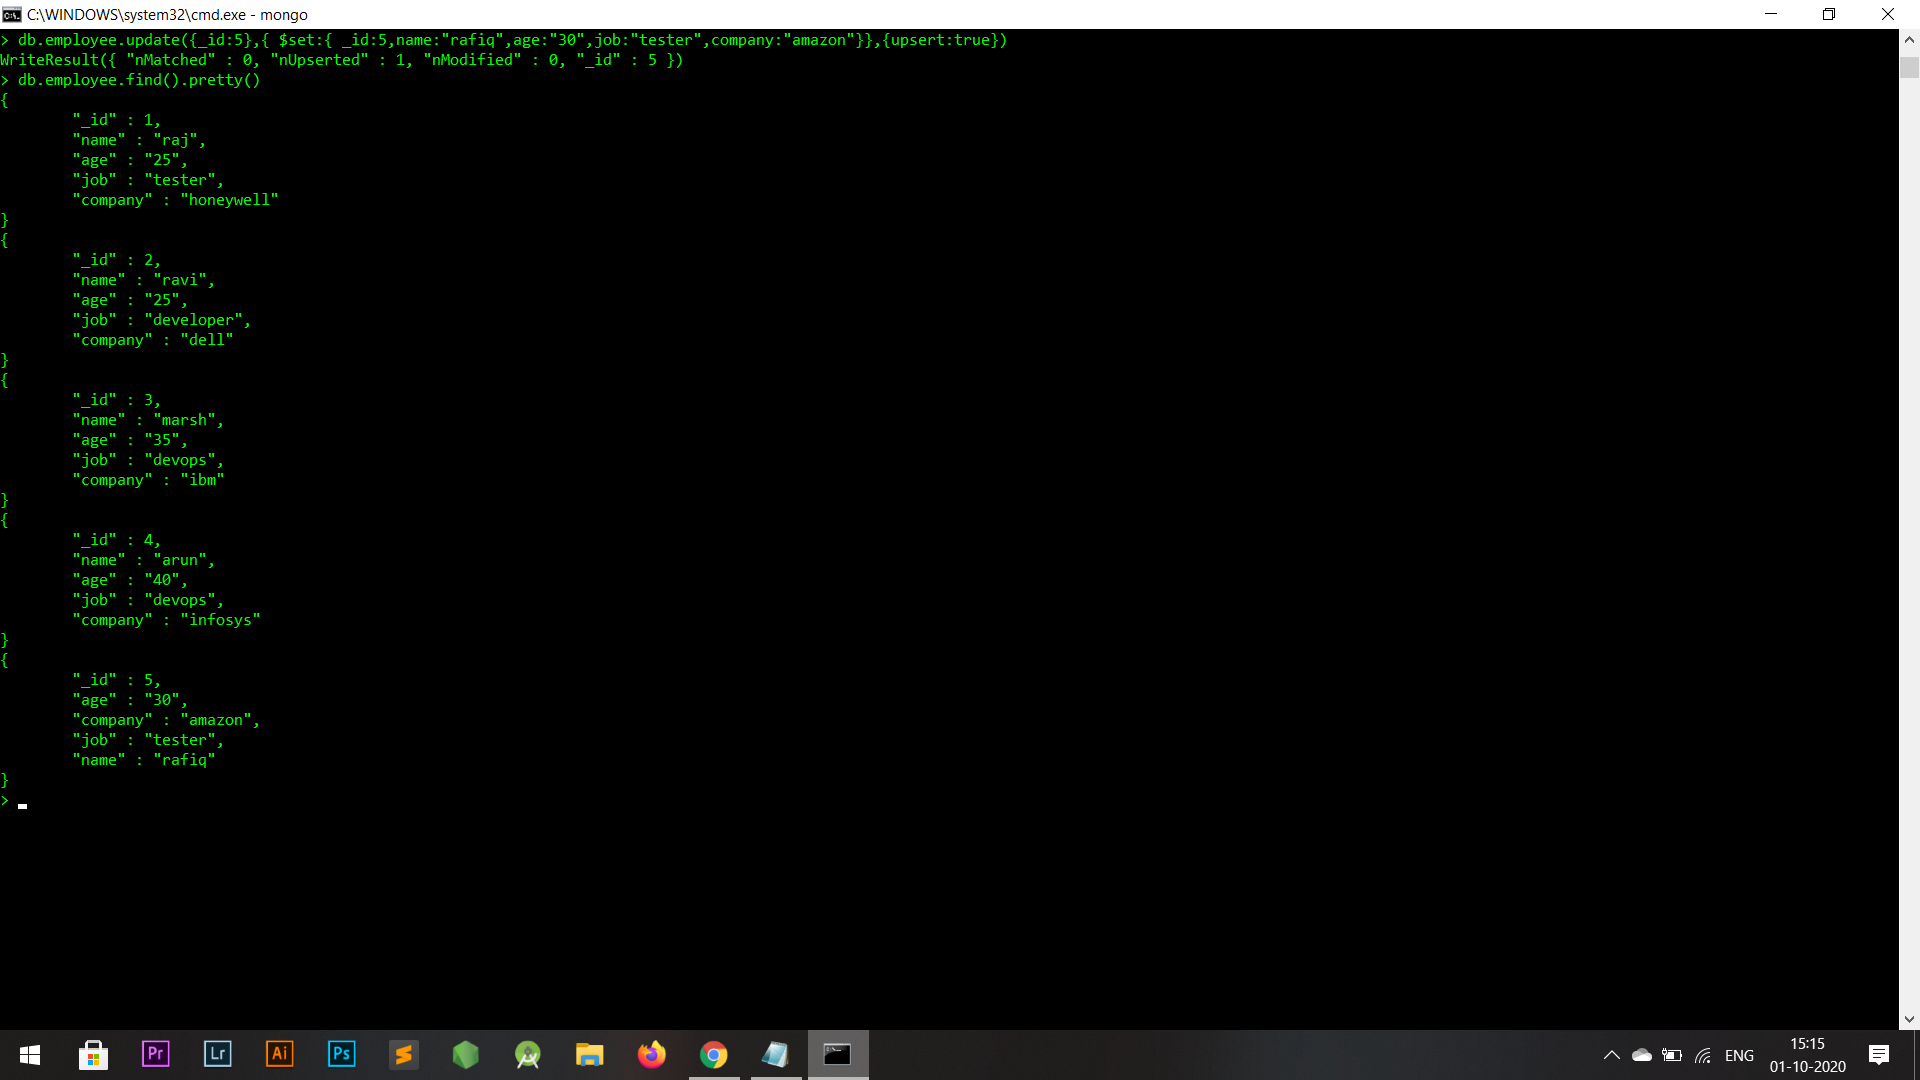 C:\WINDOWS\system32\cmd.exe - mongo
> db.employee.update({_id:5},{ $set:{ _id:5,name:"rafiq",age:"30",job:"tester",company:"amazon"}},{upsert:true})
WriteResult({ "nMatched" : 0, "nUpserted" : 1, "nModified" : 0, "_id" : 5 })
> db.employee.find().pretty()
{
"_id" : 1,
"name" : "raj",
"age" : "25",
"job" : "tester",
"company" : "honeywell"
}
{
"_id" : 2,
"name" : "ravi",
"age" : "25",
"job" : "developer",
"company" : "dell"
}
{
"_id" : 3,
"name" : "marsh",
"age" : "35",
"job" : "devops",
"company" : "ibm"
}
{
"_id" : 4,
"name" : "arun",
"age" : "40",
"job" : "devops",
"company" : "infosys"
}
{
"_id" : 5,
"age" : "30",
"company" : "amazon",
"job" : "tester",
"name" : "rafiq"
}
>
Pr Lr Ai Ps ENG
15:15
01-10-2020